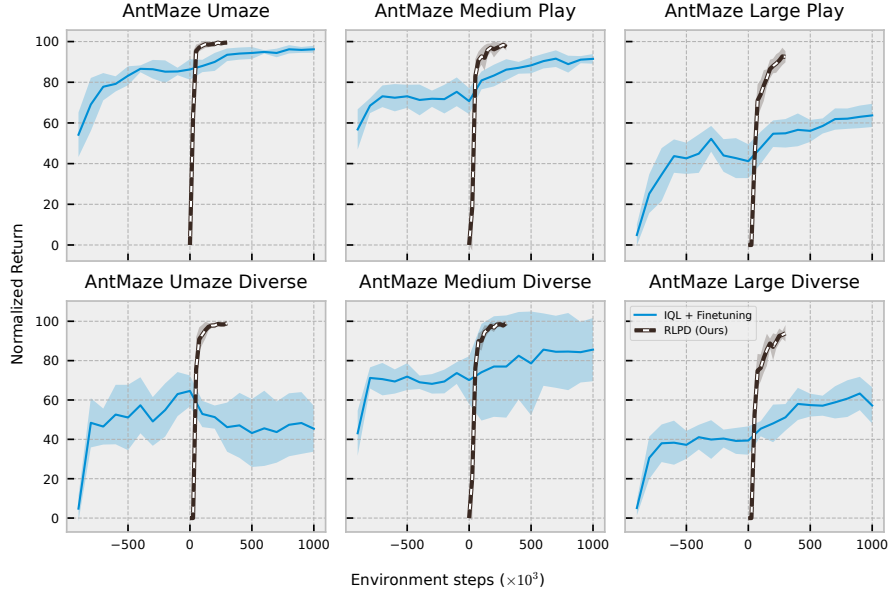 AntMaze Umaze
AntMaze Medium Play
AntMaze Large Play
100
80
60
40
20
0
Normalized Return
AntMaze Umaze Diverse
AntMaze Medium Diverse
AntMaze Large Diverse
100
80
60
40
20
0
IQL + Finetuning
RLPD (Ours)
−500 0 500 1000
−500 0 500 1000
−500 0 500 1000
Environment steps (×10³)